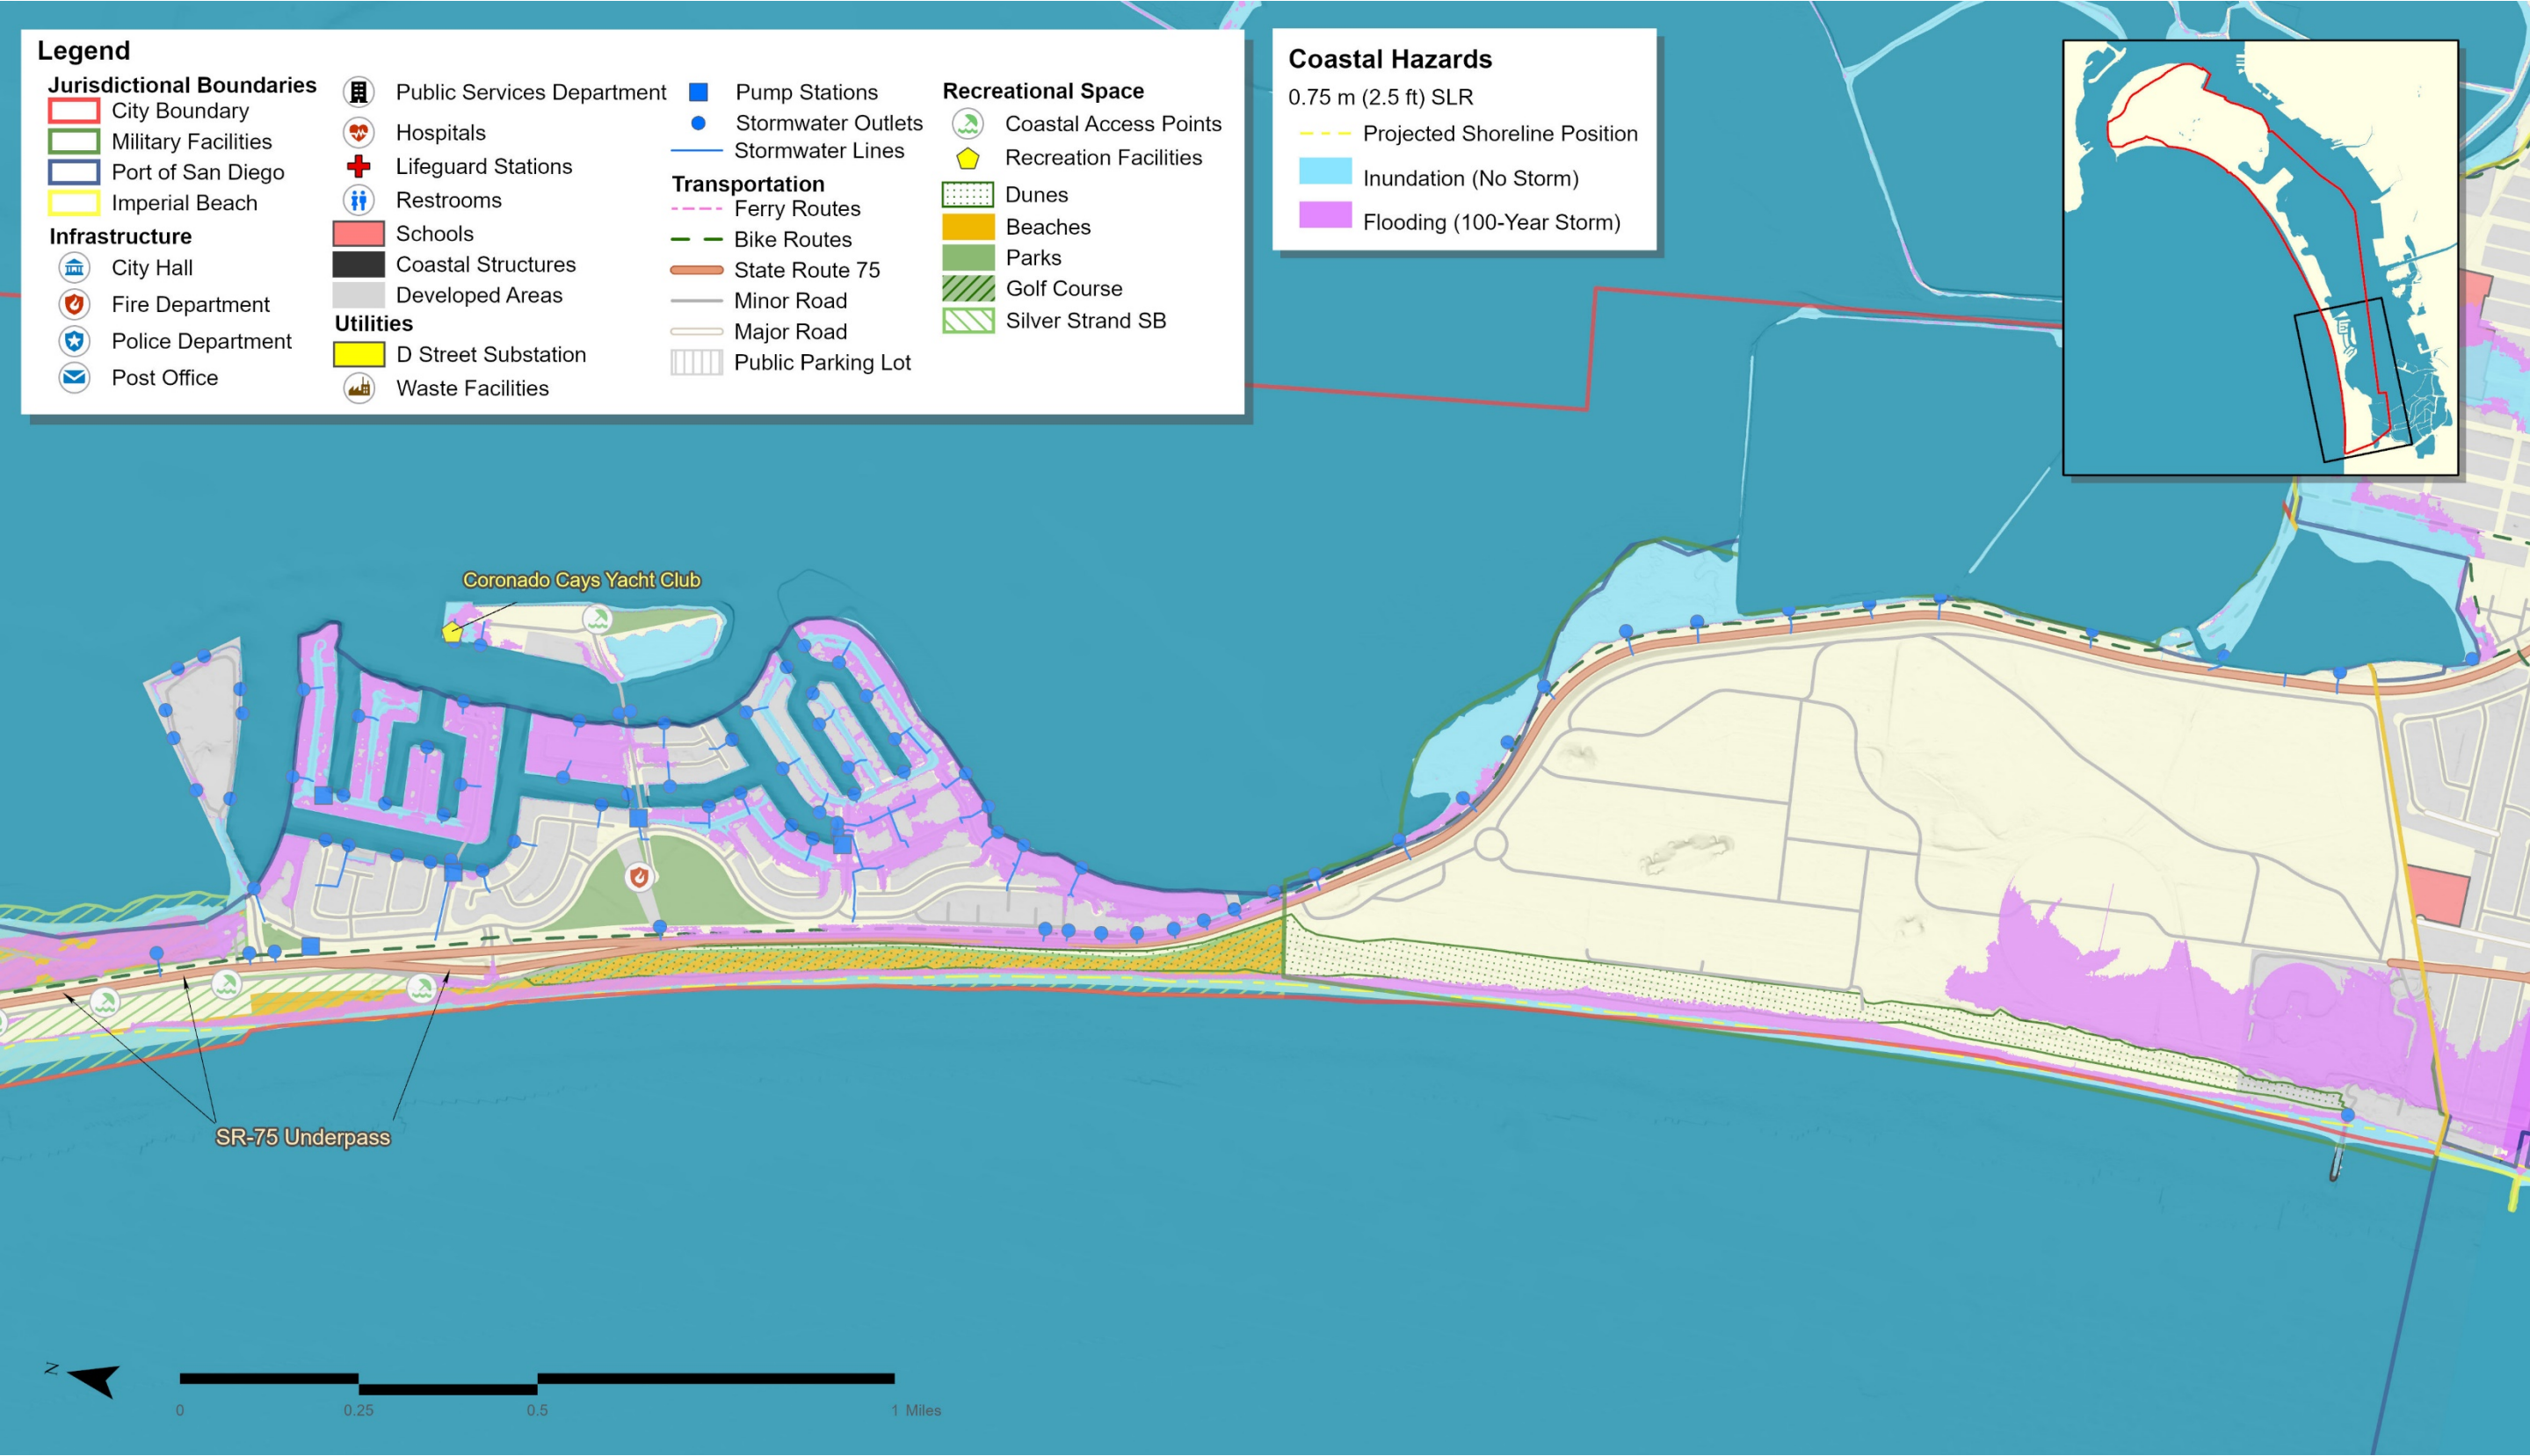 Legend
Jurisdictional Boundaries
City Boundary
Military Facilities
Port of San Diego
Imperial Beach
Infrastructure
City Hall
Fire Department
Police Department
Post Office
Public Services Department
Hospitals
Lifeguard Stations
Restrooms
Schools
Coastal Structures
Developed Areas
Utilities
D Street Substation
Waste Facilities
Pump Stations
Stormwater Outlets
Stormwater Lines
Transportation
Ferry Routes
Bike Routes
State Route 75
Minor Road
Major Road
Public Parking Lot
Recreational Space
Coastal Access Points
Recreation Facilities
Dunes
Beaches
Parks
Golf Course
Silver Strand SB
Coastal Hazards
0.75 m (2.5 ft) SLR
Projected Shoreline Position
Inundation (No Storm)
Flooding (100-Year Storm)
Coronado Cays Yacht Club
SR-75 Underpass
N
0 0.25 0.5 1 Miles